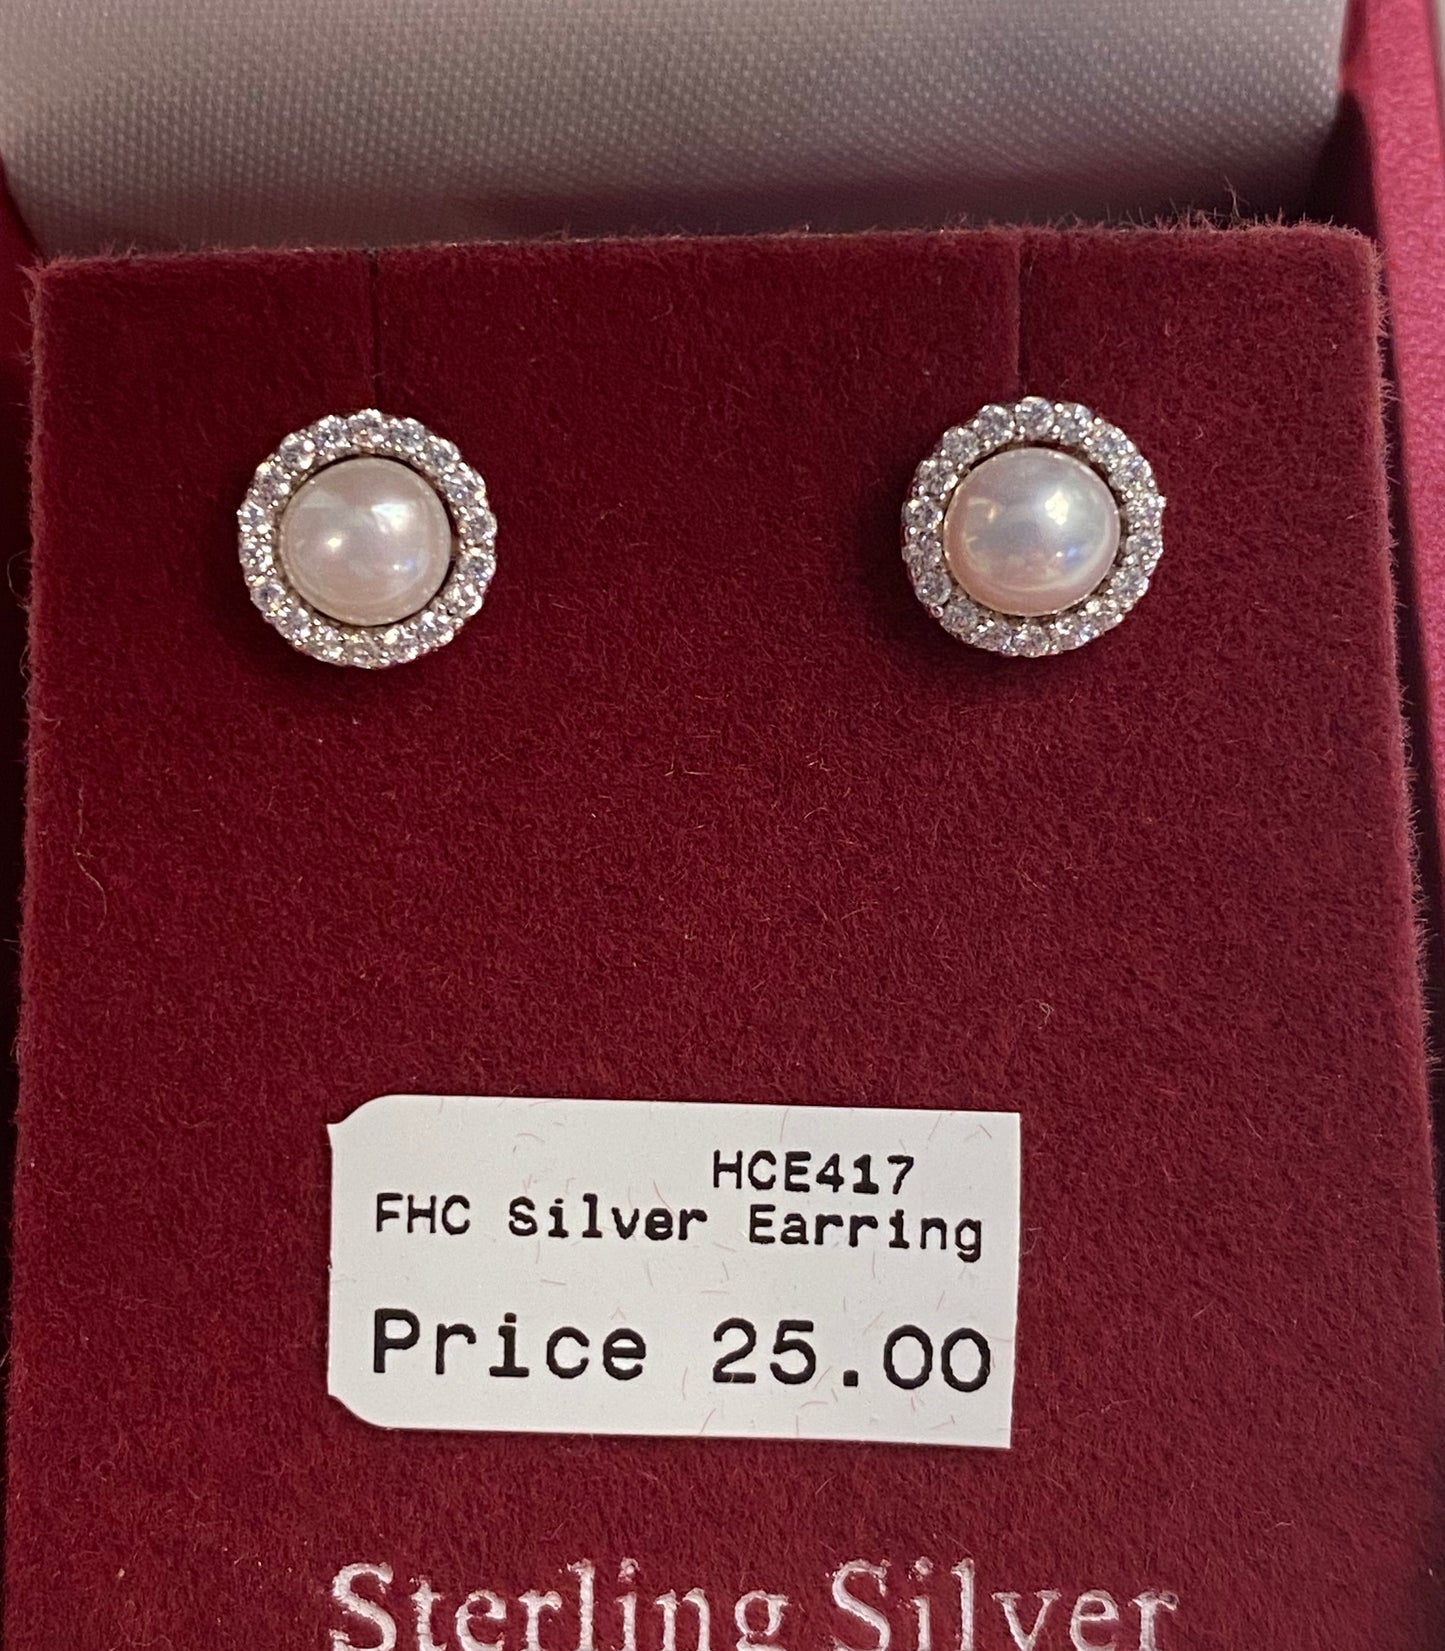 HCE417
FHC Silver Earring
Price 25.00
Sterling Silver